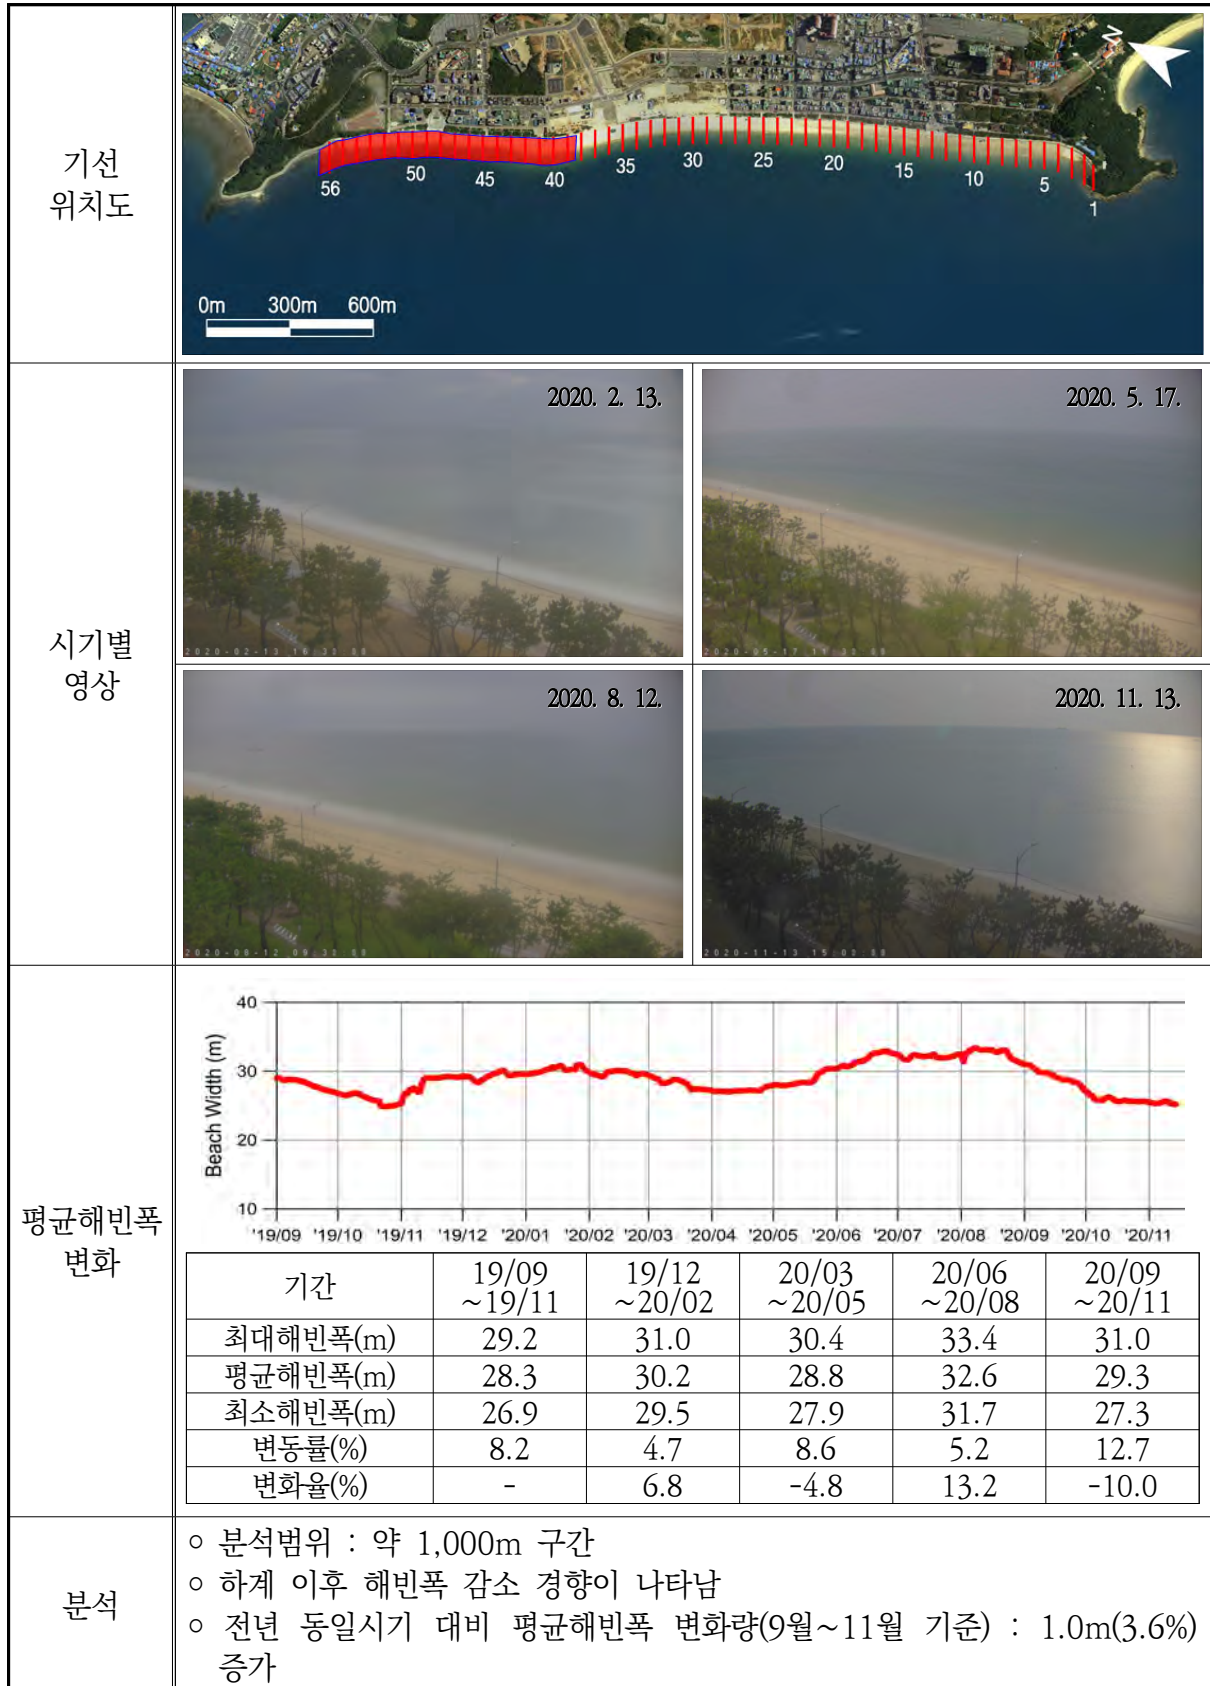 기선
위치도
N
56
50
45
40
35
30
25
20
15
10
5
1
0m 300m 600m
시기별
영상
2020. 2. 13.
2020. 5. 17.
2020. 8. 12.
2020. 11. 13.
평균해빈폭
변화
Beach Width (m)
40
30
20
10
'19/09 '19/10 '19/11 '19/12 '20/01 '20/02 '20/03 '20/04 '20/05 '20/06 '20/07 '20/08 '20/09 '20/10 '20/11
기간 19/09 ~19/11 19/12 ~20/02 20/03 ~20/05 20/06 ~20/08 20/09 ~20/11
최대해빈폭(m) 29.2 31.0 30.4 33.4 31.0
평균해빈폭(m) 28.3 30.2 28.8 32.6 29.3
최소해빈폭(m) 26.9 29.5 27.9 31.7 27.3
변동률(%) 8.2 4.7 8.6 5.2 12.7
변화율(%) - 6.8 -4.8 13.2 -10.0
분석
○ 분석범위 : 약 1,000m 구간
○ 하계 이후 해빈폭 감소 경향이 나타남
○ 전년 동일시기 대비 평균해빈폭 변화량(9월~11월 기준) : 1.0m(3.6%)
증가